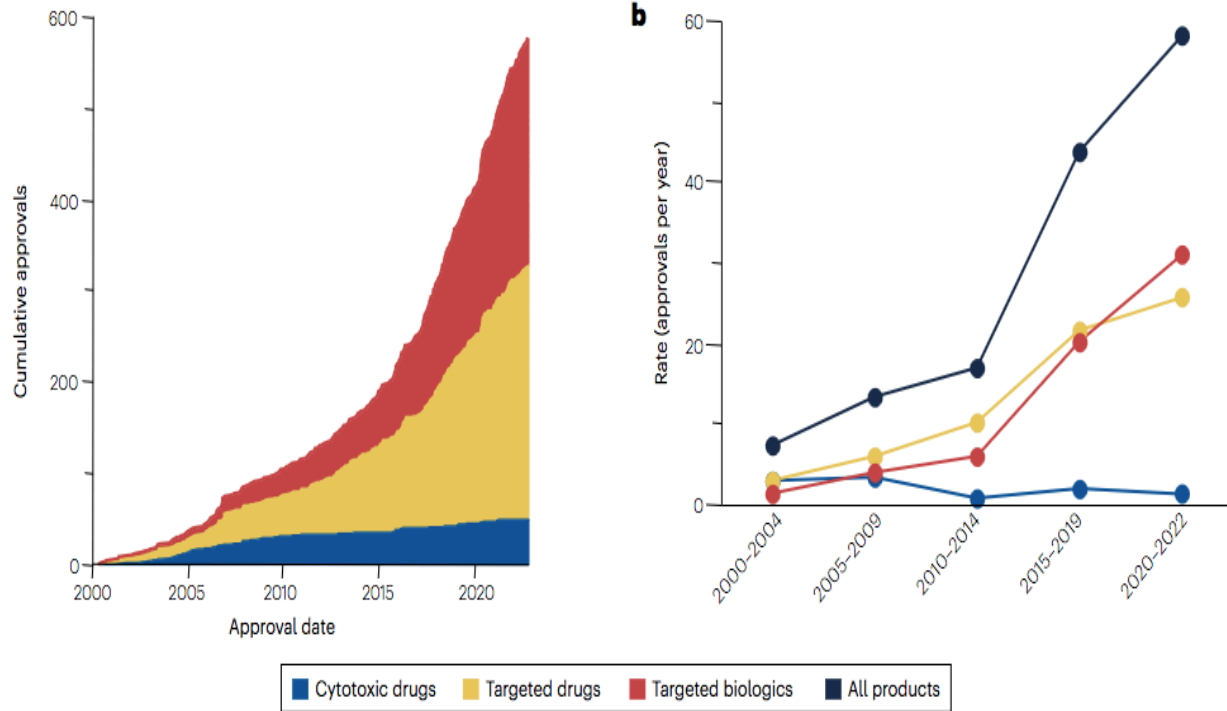 600
400
200
0
2000
2005
2010
2015
2020
Cumulative approvals
Approval date
b
60
40
20
0
Rate (approvals per year)
2000–2004
2005–2009
2010–2014
2015–2019
2020–2022
Cytotoxic drugs
Targeted drugs
Targeted biologics
All products